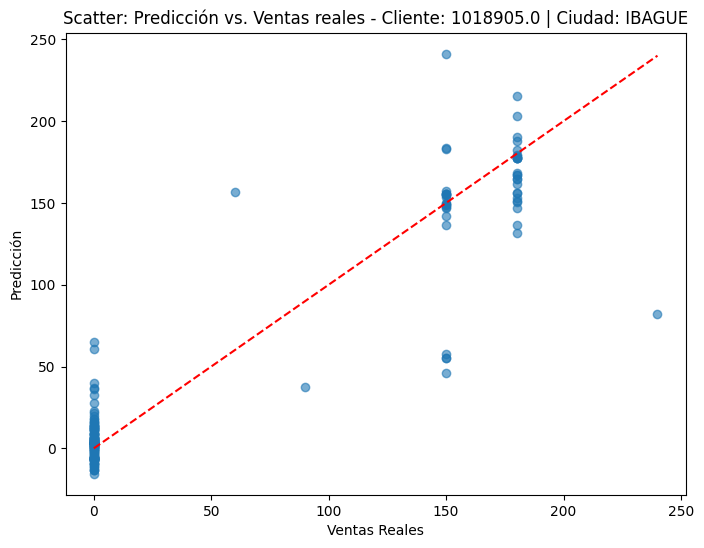 Scatter: Predicción vs. Ventas reales - Cliente: 1018905.0 | Ciudad: IBAGUE
250
200
150
100
50
0
Predicción
0 50 100 150 200 250
Ventas Reales